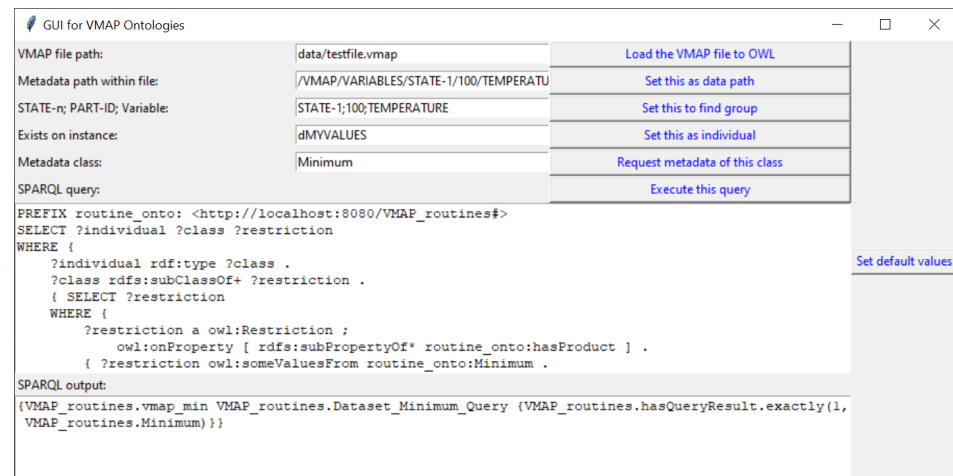 GUI for VMAP Ontologies
VMAP file path: data/testfile.vmap Load the VMAP file to OWL
Metadata path within file: /VMAP/VARIABLES/STATE-1/100/TEMPERATU Set this as data path
STATE-n; PART-ID; Variable: STATE-1;100;TEMPERATURE Set this to find group
Exists on instance: dMYVALUES Set this as individual
Metadata class: Minimum Request metadata of this class
SPARQL query: Execute this query
PREFIX routine_onto: <http://localhost:8080/VMAP_routines#>
SELECT ?individual ?class ?restriction
WHERE {
?individual rdf:type ?class .
?class rdfs:subClassOf+ ?restriction .
{ SELECT ?restriction
WHERE {
?restriction a owl:Restriction ;
owl:onProperty [ rdfs:subPropertyOf* routine_onto:hasProduct ] .
{ ?restriction owl:someValuesFrom routine_onto:Minimum .
Set default values
SPARQL output:
{VMAP_routines.vmap_min VMAP_routines.Dataset_Minimum_Query {VMAP_routines.hasQueryResult.exactly(1,
VMAP_routines.Minimum)}}